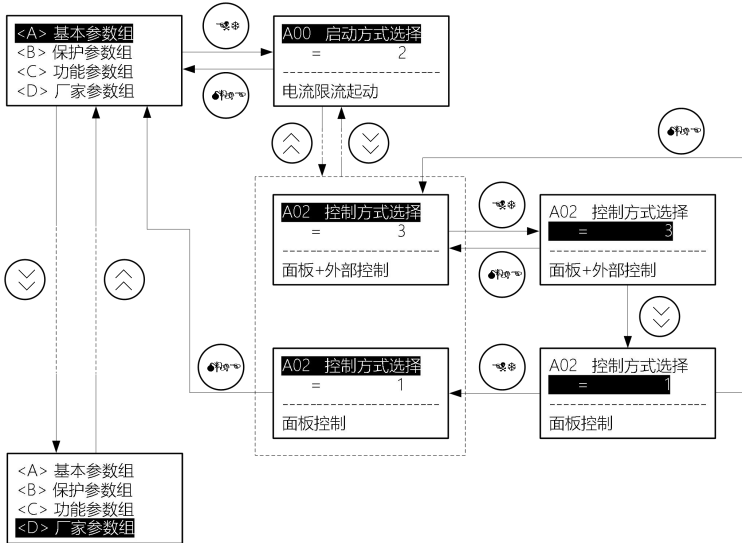 <A> 基本参数组
<B> 保护参数组
<C> 功能参数组
<D> 厂家参数组
A00 启动方式选择
= 2
电流限流起动
A02 控制方式选择
= 3
面板+外部控制
A02 控制方式选择
= 3
面板+外部控制
A02 控制方式选择
= 1
面板控制
A02 控制方式选择
= 1
面板控制
<A> 基本参数组
<B> 保护参数组
<C> 功能参数组
<D> 厂家参数组